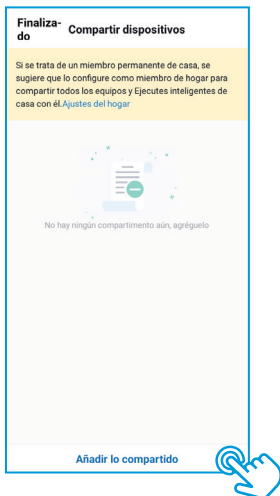 Finaliza-
do
Compartir dispositivos
Si se trata de un miembro permanente de casa, se
sugiere que lo configure como miembro de hogar para
compartir todos los equipos y Ejecutes inteligentes de
casa con él.Ajustes del hogar
No hay ningún compartimento aún, agréguelo
Añadir lo compartido